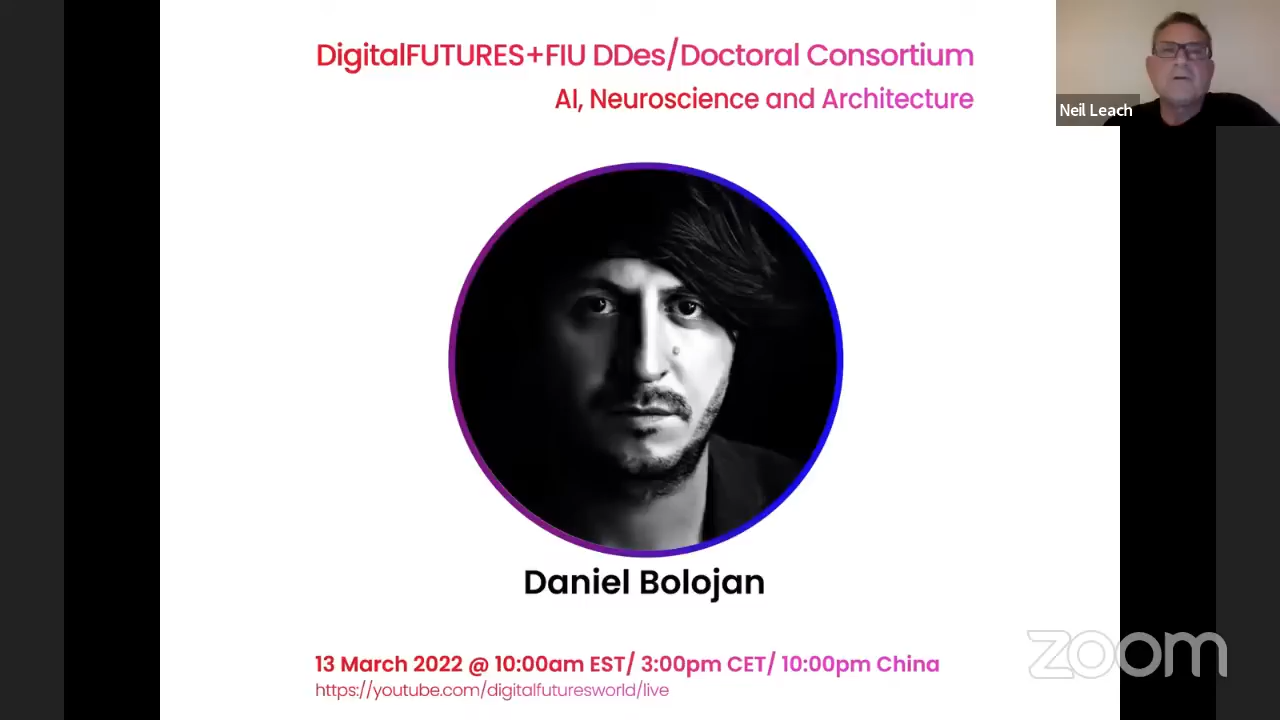 DigitalFUTURES+FIU DDes/Doctoral Consortium
AI, Neuroscience and Architecture
Neil Leach
Daniel Bolojan
13 March 2022 @ 10:00am EST/ 3:00pm CET/ 10:00pm China
https://youtube.com/digitalfuturesworld/live
zoom